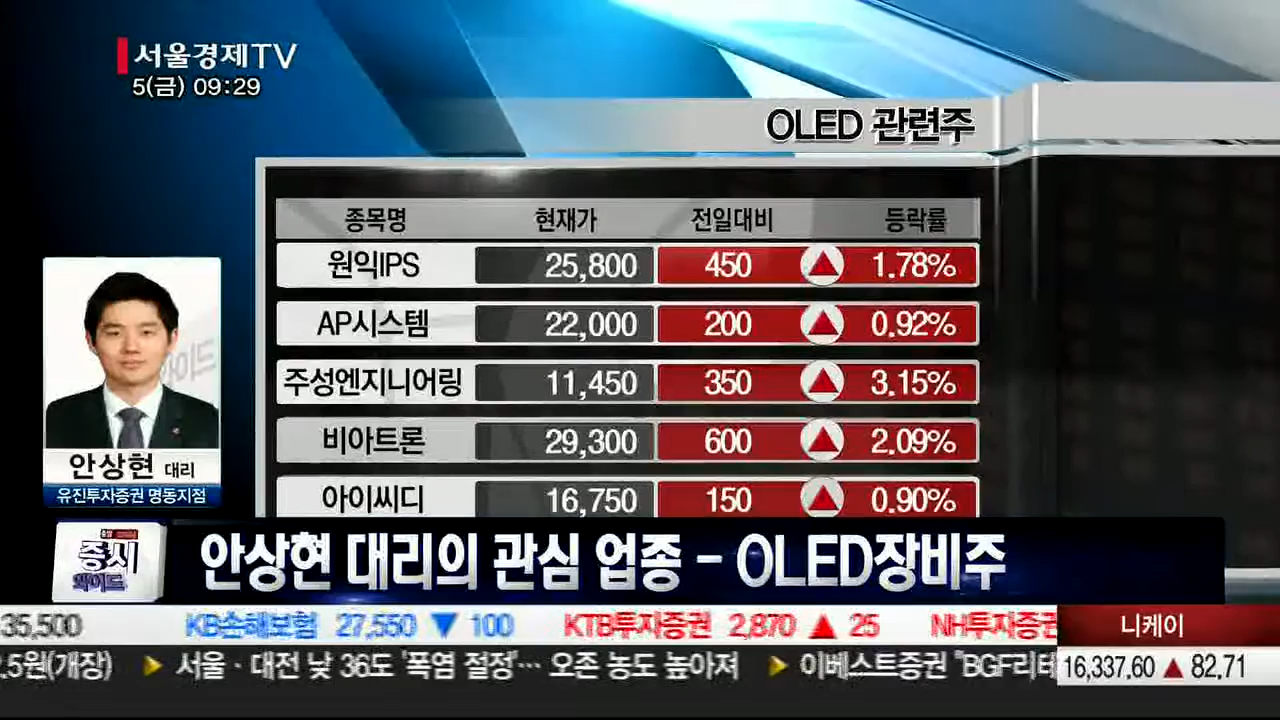 서울경제TV
5(금) 09:29
OLED 관련주
종목명 현재가 전일대비 등락률
원익IPS 25,800 450 ▲ 1.78%
AP시스템 22,000 200 ▲ 0.92%
주성엔지니어링 11,450 350 ▲ 3.15%
비아트론 29,300 600 ▲ 2.09%
아이씨디 16,750 150 ▲ 0.90%
안상현 대리
유진투자증권 명동지점
증시
와이드
안상현 대리의 관심 업종 - OLED장비주
35,500 KB손해보험 27,550 ▼ 100 KTB투자증권 2,870 ▲ 25 NH투자증권
니케이
.5원(개장) ▶ 서울·대전 낮 36도 '폭염 절정'… 오존 농도 높아져 ▶ 이베스트증권 "BGF리테
16,337.60 ▲ 82.71